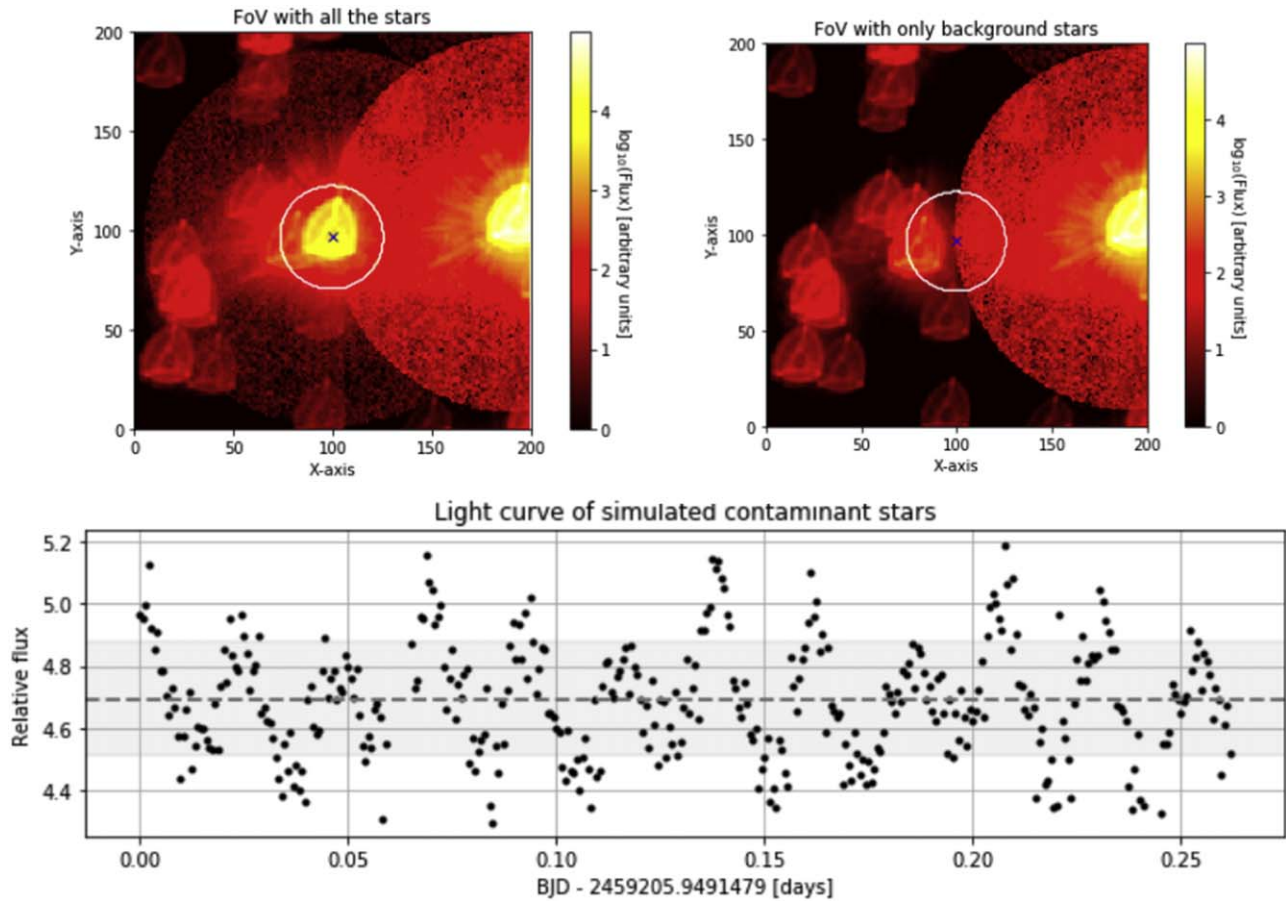 FoV with all the stars
200
150
100
50
0
Y-axis
0 50 100 150 200
X-axis
4
3
2
1
0
log₁₀(Flux) [arbitrary units]
FoV with only background stars
200
150
100
50
0
Y-axis
0 50 100 150 200
X-axis
4
3
2
1
0
log₁₀(Flux) [arbitrary units]
Light curve of simulated contaminant stars
5.2
5.0
4.8
4.6
4.4
Relative flux
0.00 0.05 0.10 0.15 0.20 0.25
BJD - 2459205.9491479 [days]